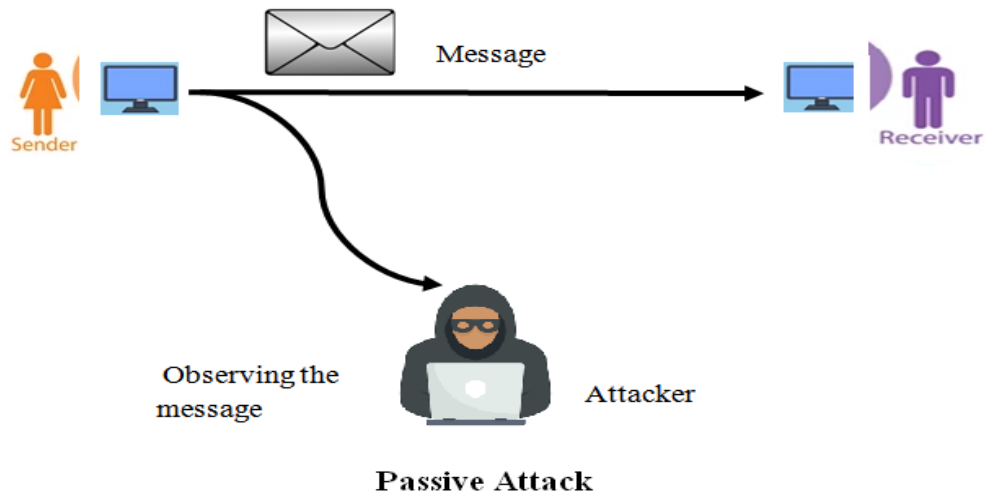 Message
Sender
Receiver
Observing the
message
Attacker
Passive Attack